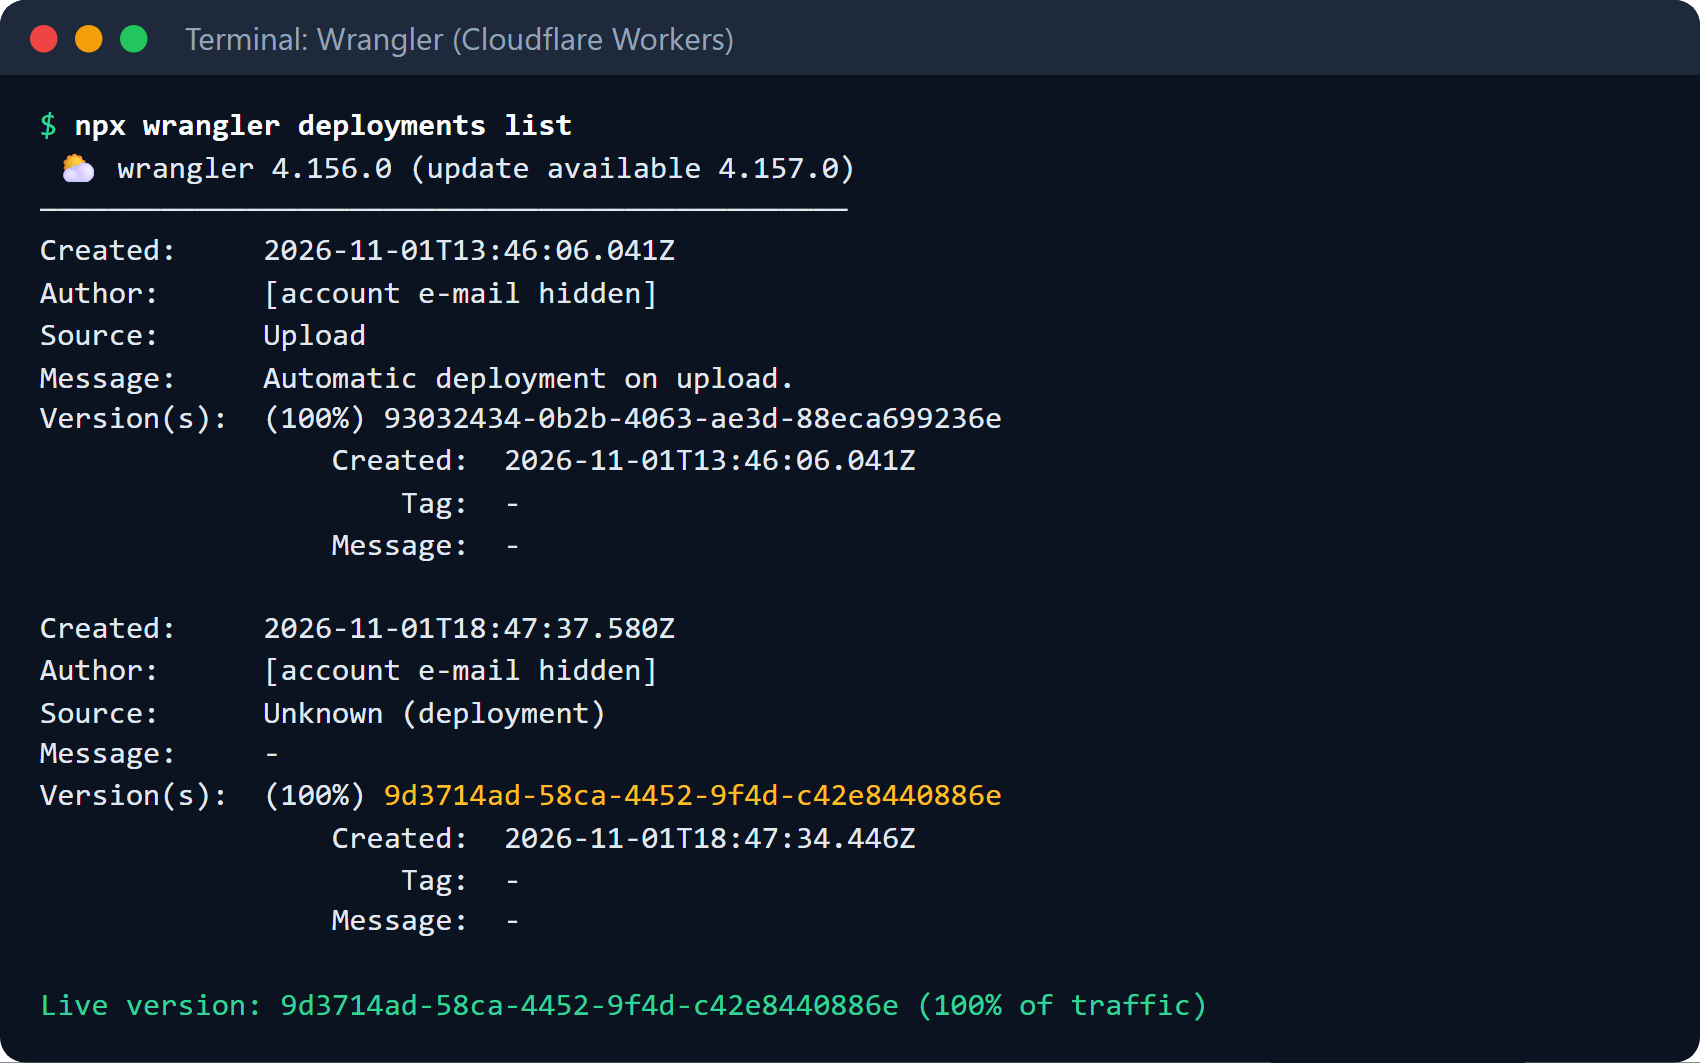 Terminal: Wrangler (Cloudflare Workers)
$ npx wrangler deployments list
wrangler 4.156.0 (update available 4.157.0)
Created: 2026-11-01T13:46:06.041Z
Author: [account e-mail hidden]
Source: Upload
Message: Automatic deployment on upload.
Version(s): (100%) 93032434-0b2b-4063-ae3d-88eca699236e
Created: 2026-11-01T13:46:06.041Z
Tag: -
Message: -
Created: 2026-11-01T18:47:37.580Z
Author: [account e-mail hidden]
Source: Unknown (deployment)
Message: -
Version(s): (100%) 9d3714ad-58ca-4452-9f4d-c42e8440886e
Created: 2026-11-01T18:47:34.446Z
Tag: -
Message: -
Live version: 9d3714ad-58ca-4452-9f4d-c42e8440886e (100% of traffic)